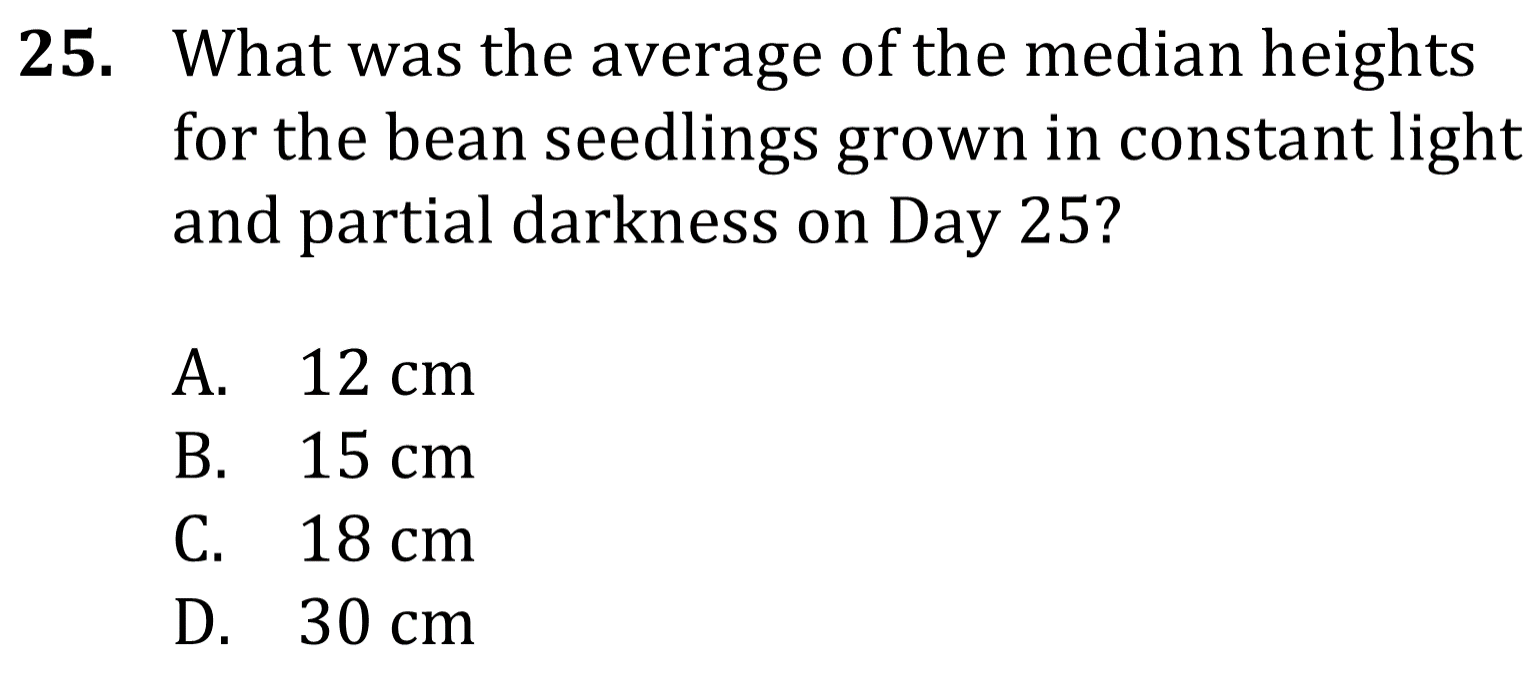 25. What was the average of the median heights
for the bean seedlings grown in constant light
and partial darkness on Day 25?
A. 12 cm
B. 15 cm
C. 18 cm
D. 30 cm